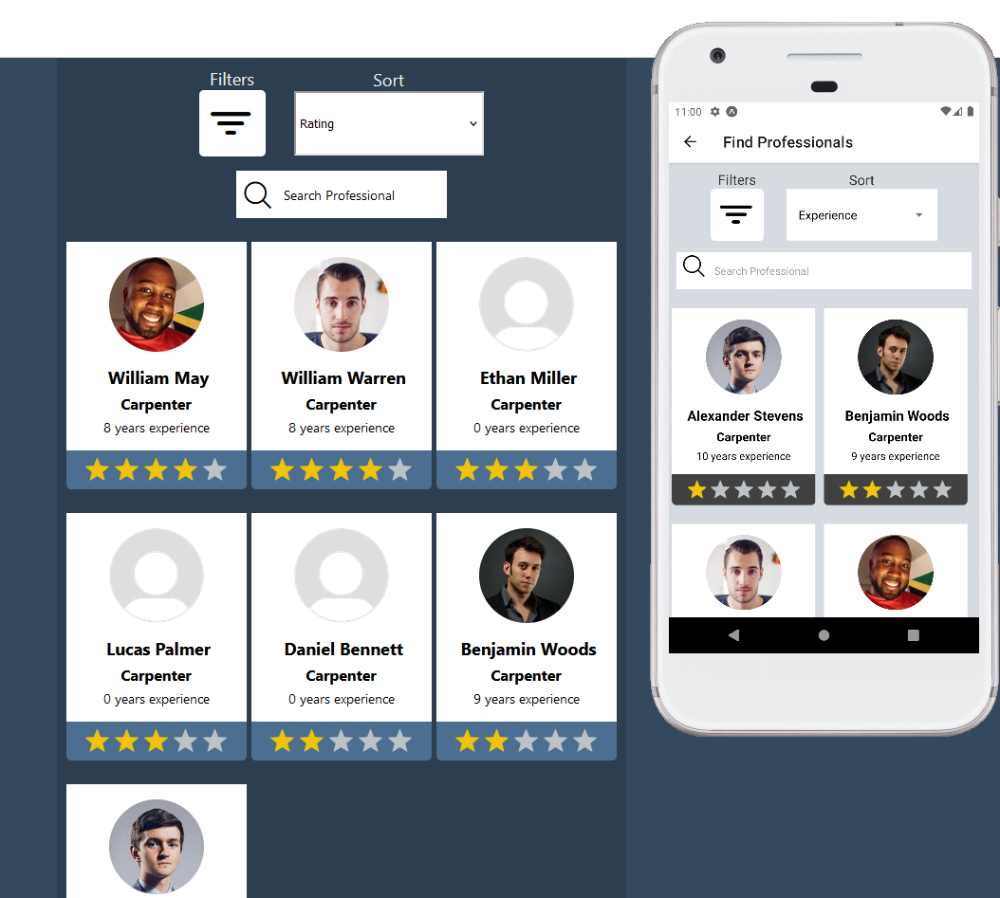 Filters
Sort
Rating
Search Professional
William May
Carpenter
8 years experience
William Warren
Carpenter
8 years experience
Ethan Miller
Carpenter
0 years experience
Lucas Palmer
Carpenter
0 years experience
Daniel Bennett
Carpenter
0 years experience
Benjamin Woods
Carpenter
9 years experience
11:00
Find Professionals
Filters
Sort
Experience
Search Professional
Alexander Stevens
Carpenter
10 years experience
Benjamin Woods
Carpenter
9 years experience